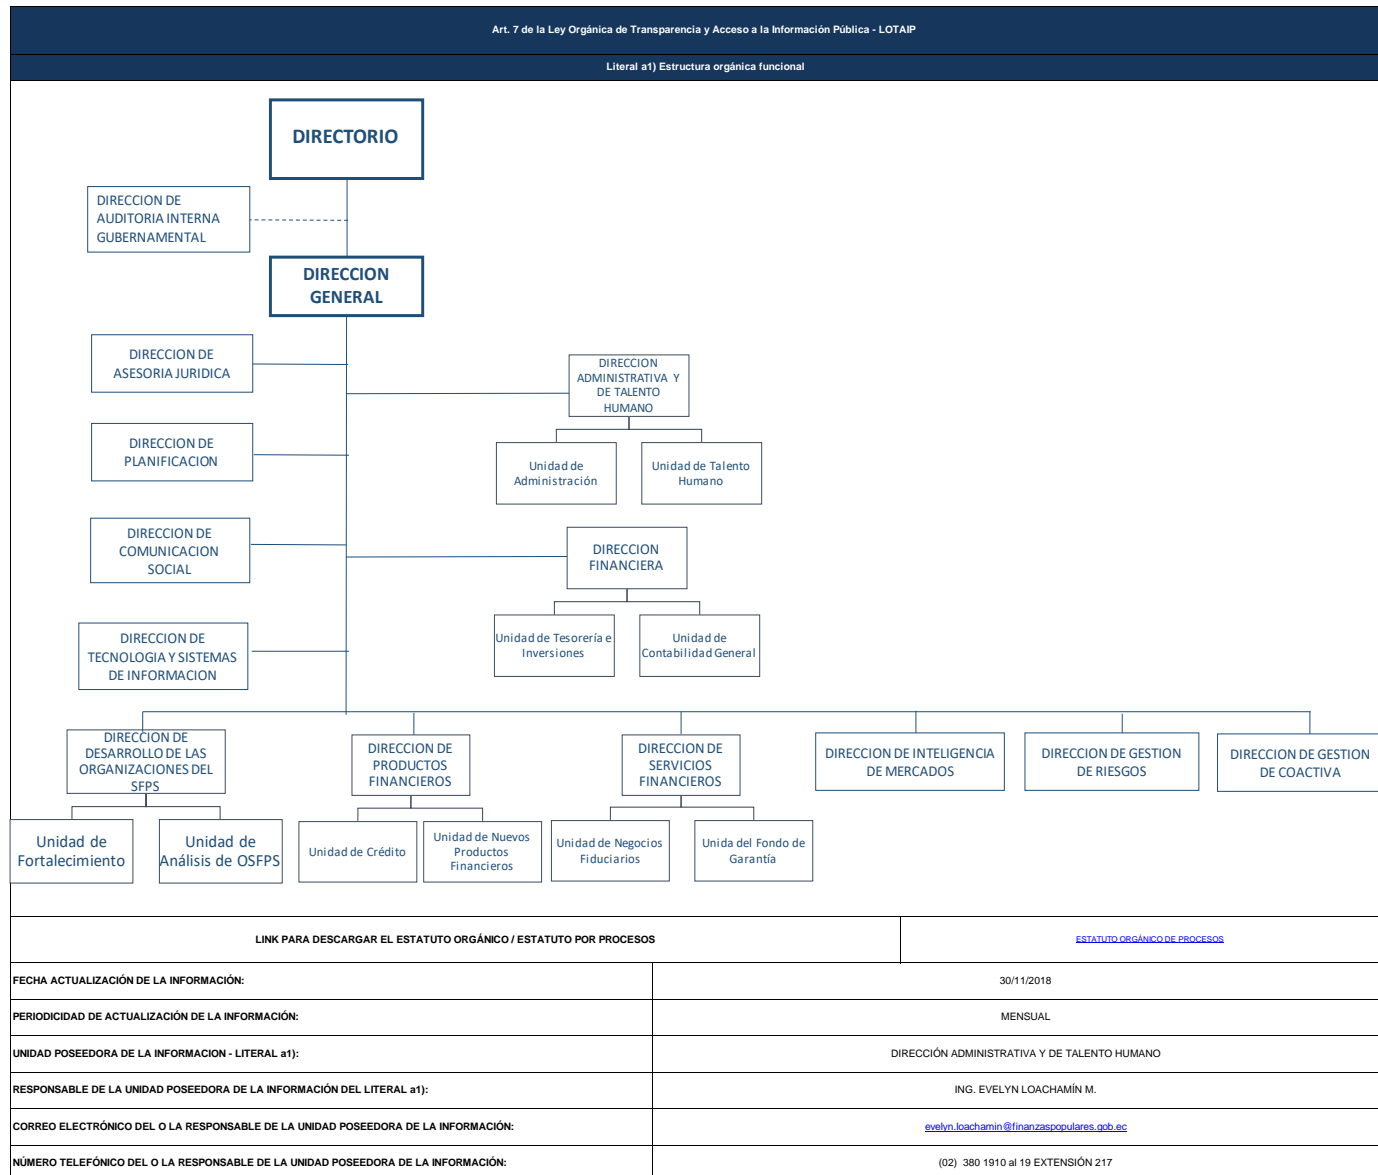 Art. 7 de la Ley Orgánica de Transparencia y Acceso a la Información Pública - LOTAIP
Literal a1) Estructura orgánica funcional
DIRECTORIO
DIRECCION DE
AUDITORIA INTERNA
GUBERNAMENTAL
DIRECCION
GENERAL
DIRECCION DE
ASESORIA JURIDICA
DIRECCION
ADMINISTRATIVA Y
DE TALENTO
HUMANO
DIRECCION DE
PLANIFICACION
Unidad de
Administración
Unidad de Talento
Humano
DIRECCION DE
COMUNICACION
SOCIAL
DIRECCION
FINANCIERA
DIRECCION DE
TECNOLOGIA Y SISTEMAS
DE INFORMACION
Unidad de Tesorería e
Inversiones
Unidad de
Contabilidad General
DIRECCION DE
DESARROLLO DE LAS
ORGANIZACIONES DEL
SFPS
DIRECCION DE
PRODUCTOS
FINANCIEROS
DIRECCION DE
SERVICIOS
FINANCIEROS
DIRECCION DE INTELIGENCIA
DE MERCADOS
DIRECCION DE GESTION
DE RIESGOS
DIRECCION DE GESTION
DE COACTIVA
Unidad de
Fortalecimiento
Unidad de
Análisis de OSFPS
Unidad de Crédito
Unidad de Nuevos
Productos
Financieros
Unidad de Negocios
Fiduciarios
Unida del Fondo de
Garantía
LINK PARA DESCARGAR EL ESTATUTO ORGÁNICO / ESTATUTO POR PROCESOS
ESTATUTO ORGÁNICO DE PROCESOS
FECHA ACTUALIZACIÓN DE LA INFORMACIÓN:
30/11/2018
PERIODICIDAD DE ACTUALIZACIÓN DE LA INFORMACIÓN:
MENSUAL
UNIDAD POSEEDORA DE LA INFORMACION - LITERAL a1):
DIRECCIÓN ADMINISTRATIVA Y DE TALENTO HUMANO
RESPONSABLE DE LA UNIDAD POSEEDORA DE LA INFORMACIÓN DEL LITERAL a1):
ING. EVELYN LOACHAMÍN M.
CORREO ELECTRÓNICO DEL O LA RESPONSABLE DE LA UNIDAD POSEEDORA DE LA INFORMACIÓN:
evelyn.loachamin@finanzaspopulares.gob.ec
NÚMERO TELEFÓNICO DEL O LA RESPONSABLE DE LA UNIDAD POSEEDORA DE LA INFORMACIÓN:
(02) 380 1910 al 19 EXTENSIÓN 217